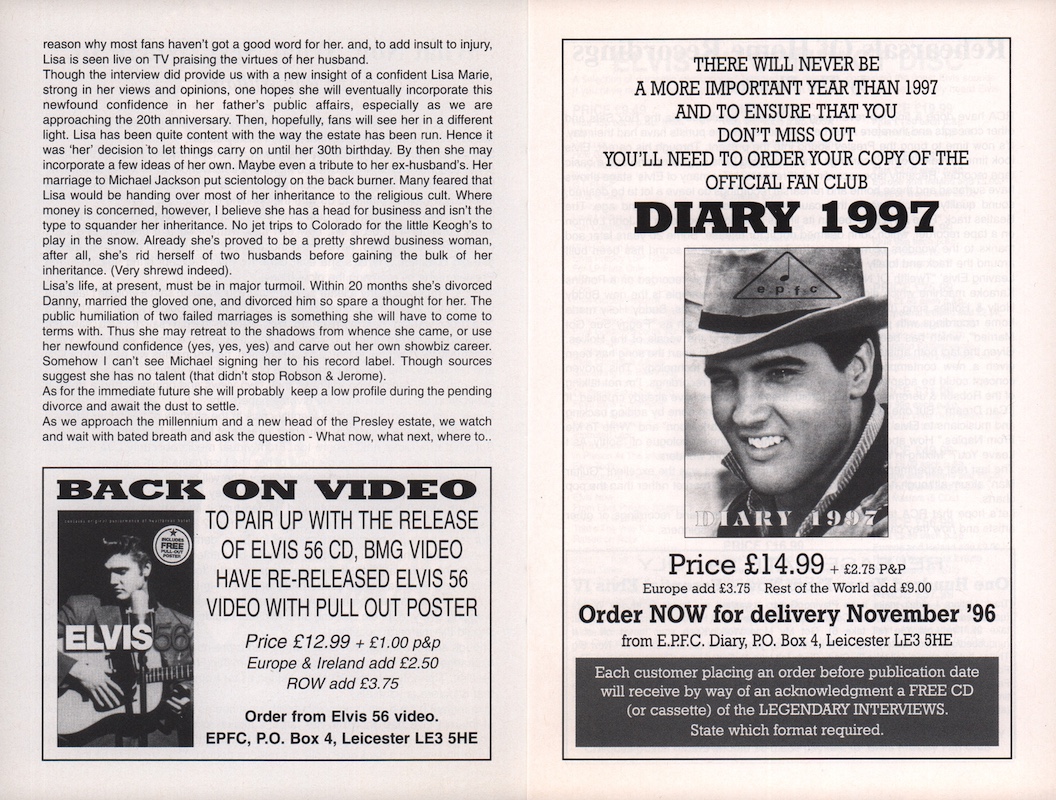 reason why most fans haven't got a good word for her. and, to add insult to injury,
Lisa is seen live on TV praising the virtues of her husband.
Though the interview did provide us with a new insight of a confident Lisa Marie,
strong in her views and opinions, one hopes she will eventually incorporate this
newfound confidence in her father's public affairs, especially as we are
approaching the 20th anniversary. Then, hopefully, fans will see her in a different
light. Lisa has been quite content with the way the estate has been run. Hence it
was 'her' decision to let things carry on until her 30th birthday. By then she may
incorporate a few ideas of her own. Maybe even a tribute to her ex-husband's. Her
marriage to Michael Jackson put scientology on the back burner. Many feared that
Lisa would be handing over most of her inheritance to the religious cult. Where
money is concerned, however, I believe she has a head for business and isn't the
type to squander her inheritance. No jet trips to Colorado for the little Keogh's to
play in the snow. Already she's proved to be a pretty shrewd business woman,
after all, she's rid herself of two husbands before gaining the bulk of her
inheritance. (Very shrewd indeed).
Lisa's life, at present, must be in major turmoil. Within 20 months she's divorced
Danny, married the gloved one, and divorced him so spare a thought for her. The
public humiliation of two failed marriages is something she will have to come to
terms with. Thus she may retreat to the shadows from whence she came, or use
her newfound confidence (yes, yes, yes) and carve out her own showbiz career.
Somehow I can't see Michael signing her to his record label. Though sources
suggest she has no talent (that didn't stop Robson & Jerome).
As for the immediate future she will probably keep a low profile during the pending
divorce and await the dust to settle.
As we approach the millennium and a new head of the Presley estate, we watch
and wait with bated breath and ask the question - What now, what next, where to..
BACK ON VIDEO
INCLUDES
FREE
PULL-OUT
POSTER
ELVIS56
TO PAIR UP WITH THE RELEASE
OF ELVIS 56 CD, BMG VIDEO
HAVE RE-RELEASED ELVIS 56
VIDEO WITH PULL OUT POSTER
Price £12.99 + £1.00 p&p
Europe & Ireland add £2.50
ROW add £3.75
Order from Elvis 56 video.
EPFC, P.O. Box 4, Leicester LE3 5HE
THERE WILL NEVER BE
A MORE IMPORTANT YEAR THAN 1997
AND TO ENSURE THAT YOU
DON'T MISS OUT
YOU'LL NEED TO ORDER YOUR COPY OF THE
OFFICIAL FAN CLUB
DIARY 1997
e.p.f.c
DIARY 1997
Price £14.99 + £2.75 P&P
Europe add £3.75 Rest of the World add £9.00
Order NOW for delivery November '96
from E.P.F.C. Diary, P.O. Box 4, Leicester LE3 5HE
Each customer placing an order before publication date
will receive by way of an acknowledgment a FREE CD
(or cassette) of the LEGENDARY INTERVIEWS.
State which format required.